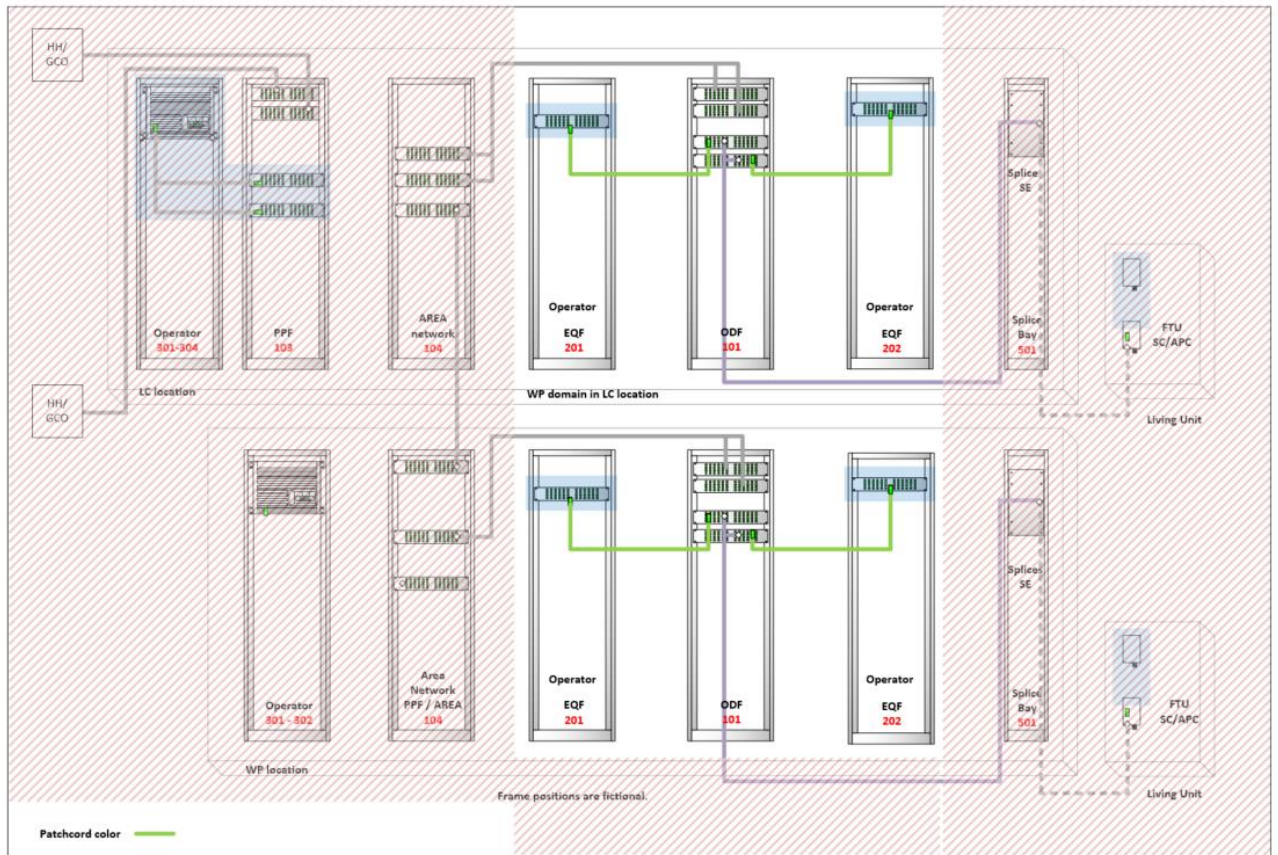 HH/
GCO
Operator
301-304
PPF
103
AREA
network
104
Operator
EQF
201
ODF
101
Operator
EQF
202
Splices
SE
Splice
Bay
501
FTU
SC/APC
LC location
WP domain in LC location
Living Unit
HH/
GCO
Operator
301 - 302
Area
Network
PPF / AREA
104
Operator
EQF
201
ODF
101
Operator
EQF
202
Splices
SE
Splice
Bay
501
FTU
SC/APC
WP location
Living Unit
Frame positions are fictional.
Patchcord color